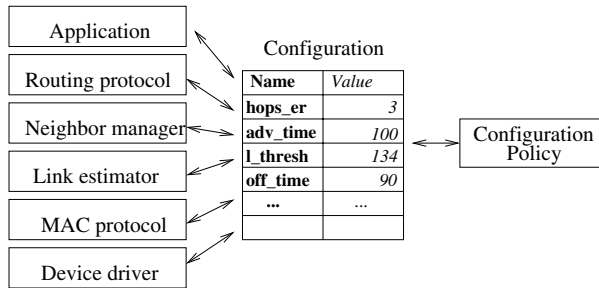 Application
Routing protocol
Neighbor manager
Link estimator
MAC protocol
Device driver
Configuration
Name Value
hops_er 3
adv_time 100
l_thresh 134
off_time 90
... ...
Configuration
Policy